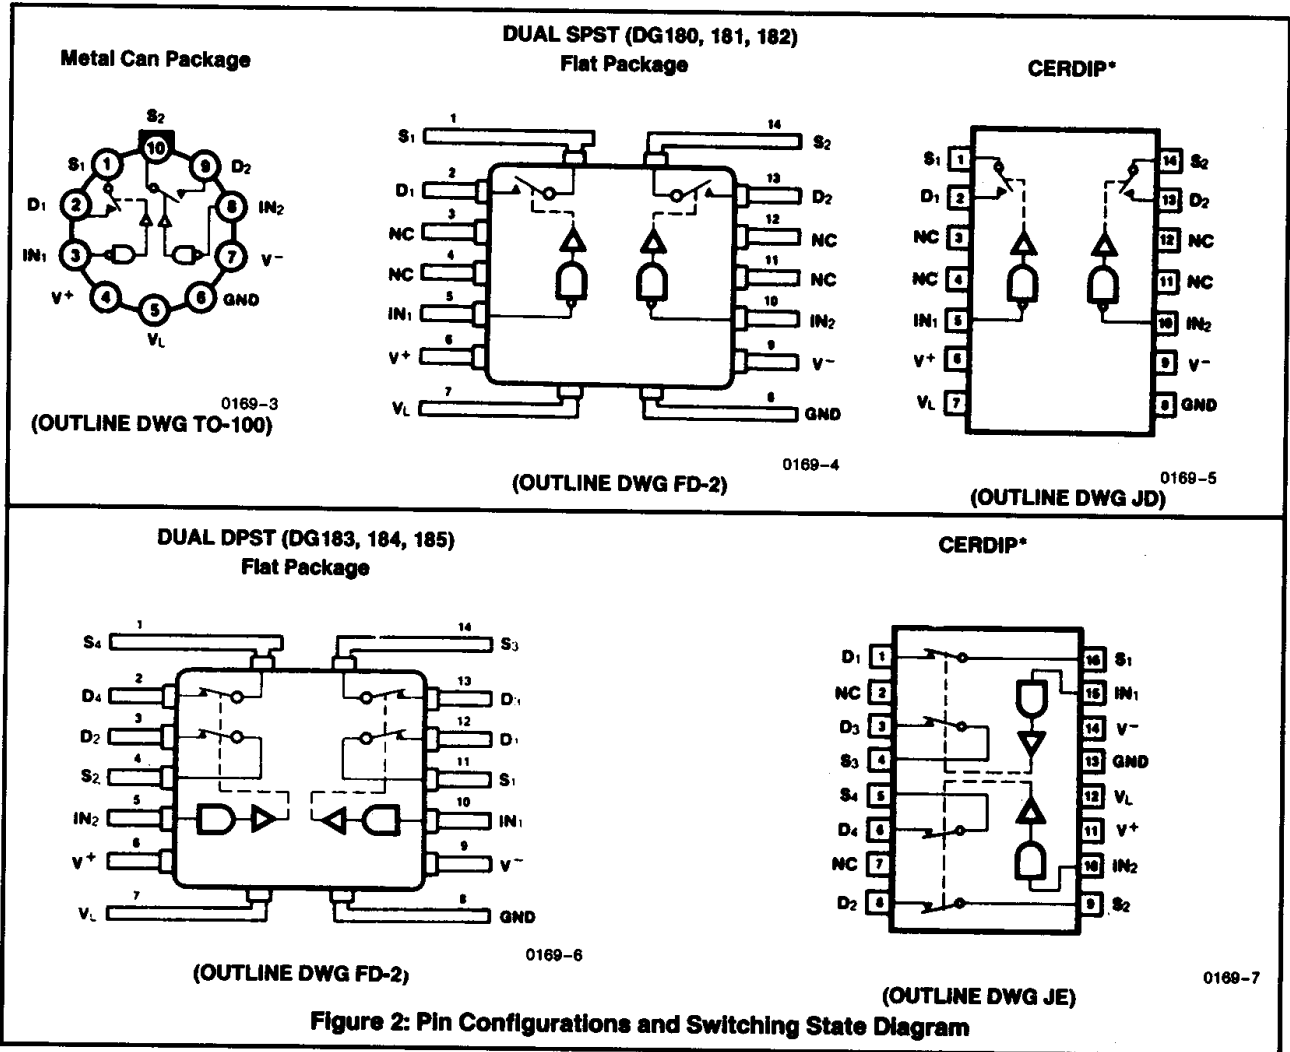 DUAL SPST (DG180, 181, 182)
Metal Can Package
Flat Package
CERDIP*
S2
10
S1 1
9 D2
D1 2
8 IN2
IN1 3
7 V−
V+ 4
5
6 GND
VL
0169-3
(OUTLINE DWG TO-100)
1
S1
14
S2
2
D1
13
D2
3
NC
12
NC
4
NC
11
NC
5
IN1
10
IN2
6
V+
9
V−
7
VL
8
GND
0169-4
(OUTLINE DWG FD-2)
S1 1
14 S2
D1 2
13 D2
NC 3
12 NC
NC 4
11 NC
IN1 5
10 IN2
V+ 6
9 V−
VL 7
8 GND
0169-5
(OUTLINE DWG JD)
DUAL DPST (DG183, 184, 185)
Flat Package
CERDIP*
1
S4
14
S3
2
D4
13
3
D2
12
D1
4
S2
11
S1
5
IN2
10
IN1
6
V+
9
V−
7
VL
8
GND
0169-6
(OUTLINE DWG FD-2)
D1 1
16 S1
NC 2
15 IN1
D3 3
14 V−
S3 4
13 GND
S4 5
12 VL
D4 6
11 V+
NC 7
10 IN2
D2 8
9 S2
0169-7
(OUTLINE DWG JE)
Figure 2: Pin Configurations and Switching State Diagram